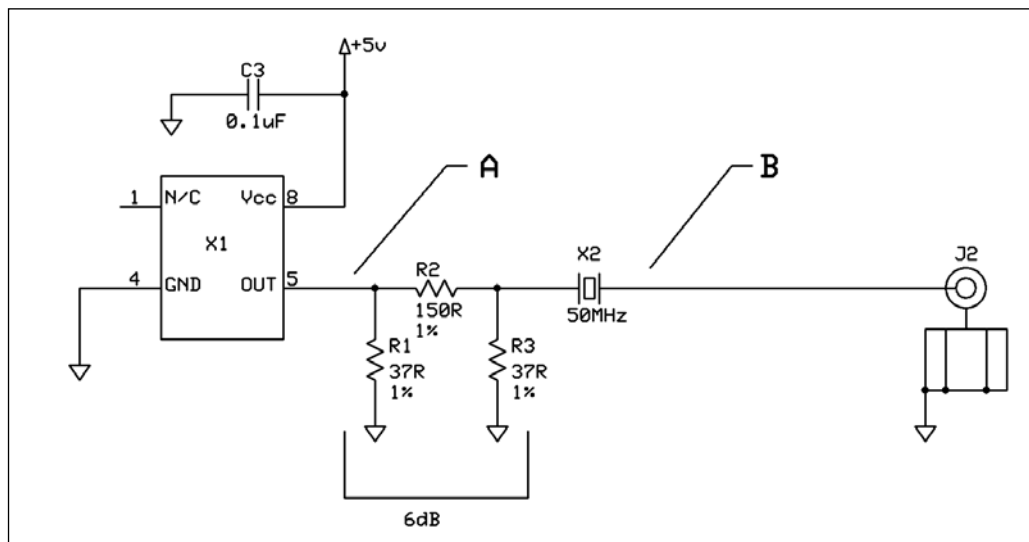 +5v
C3
0.1uF
A
B
1 N/C Vcc 8
X1
4 GND OUT 5
R2
150R
1%
X2
50MHz
J2
R1
37R
1%
R3
37R
1%
6dB